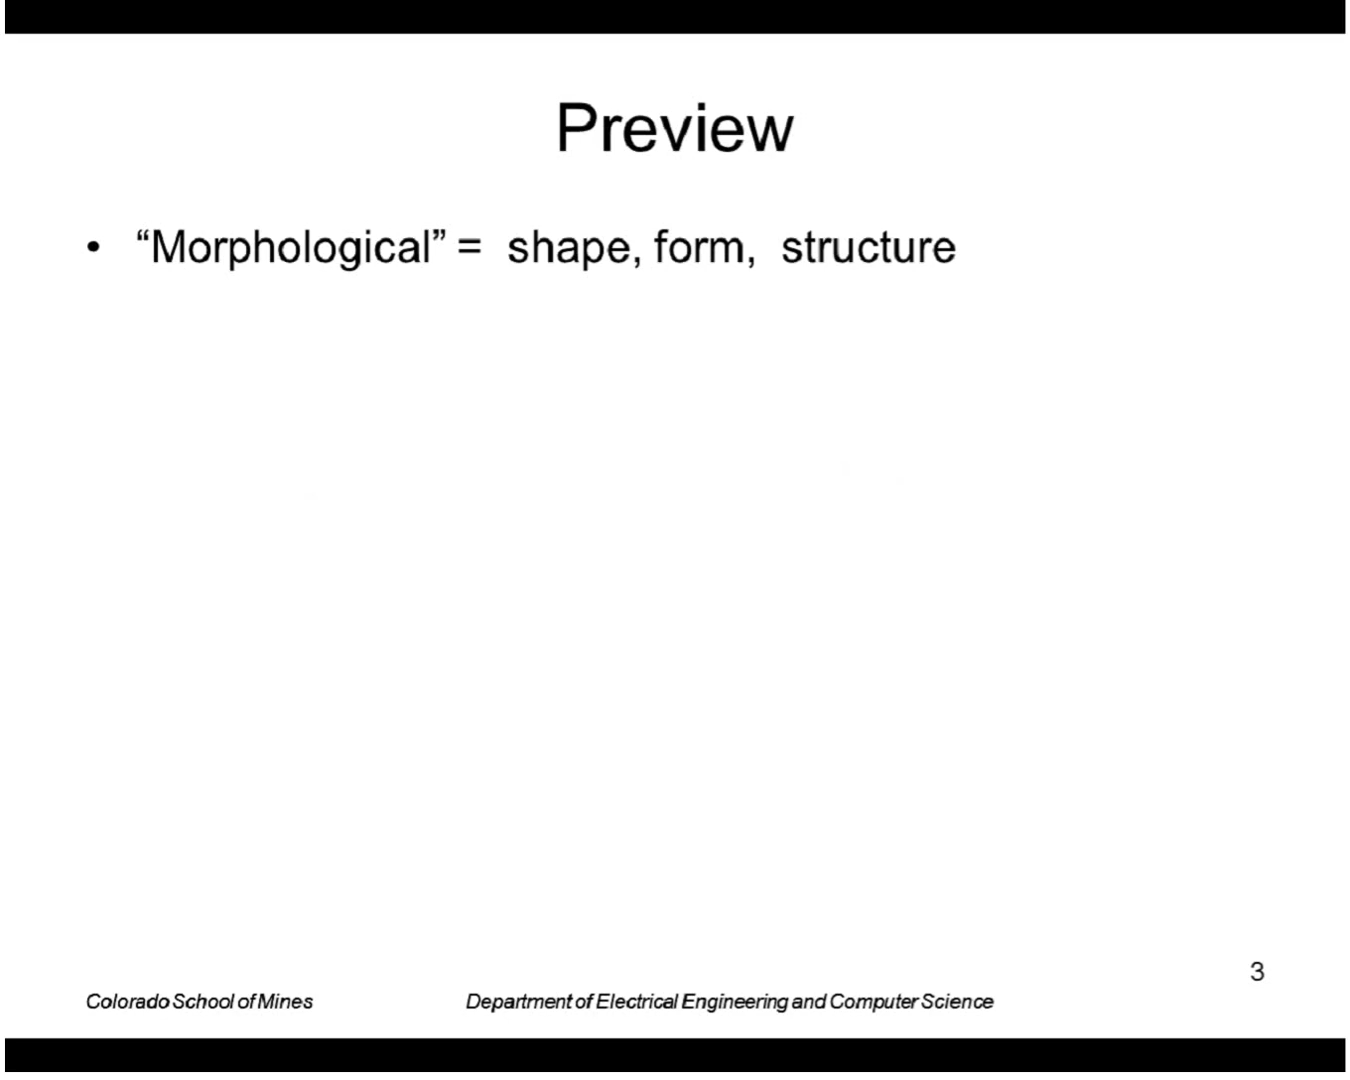 Preview
• “Morphological” = shape, form, structure
3
Colorado School of Mines
Department of Electrical Engineering and Computer Science